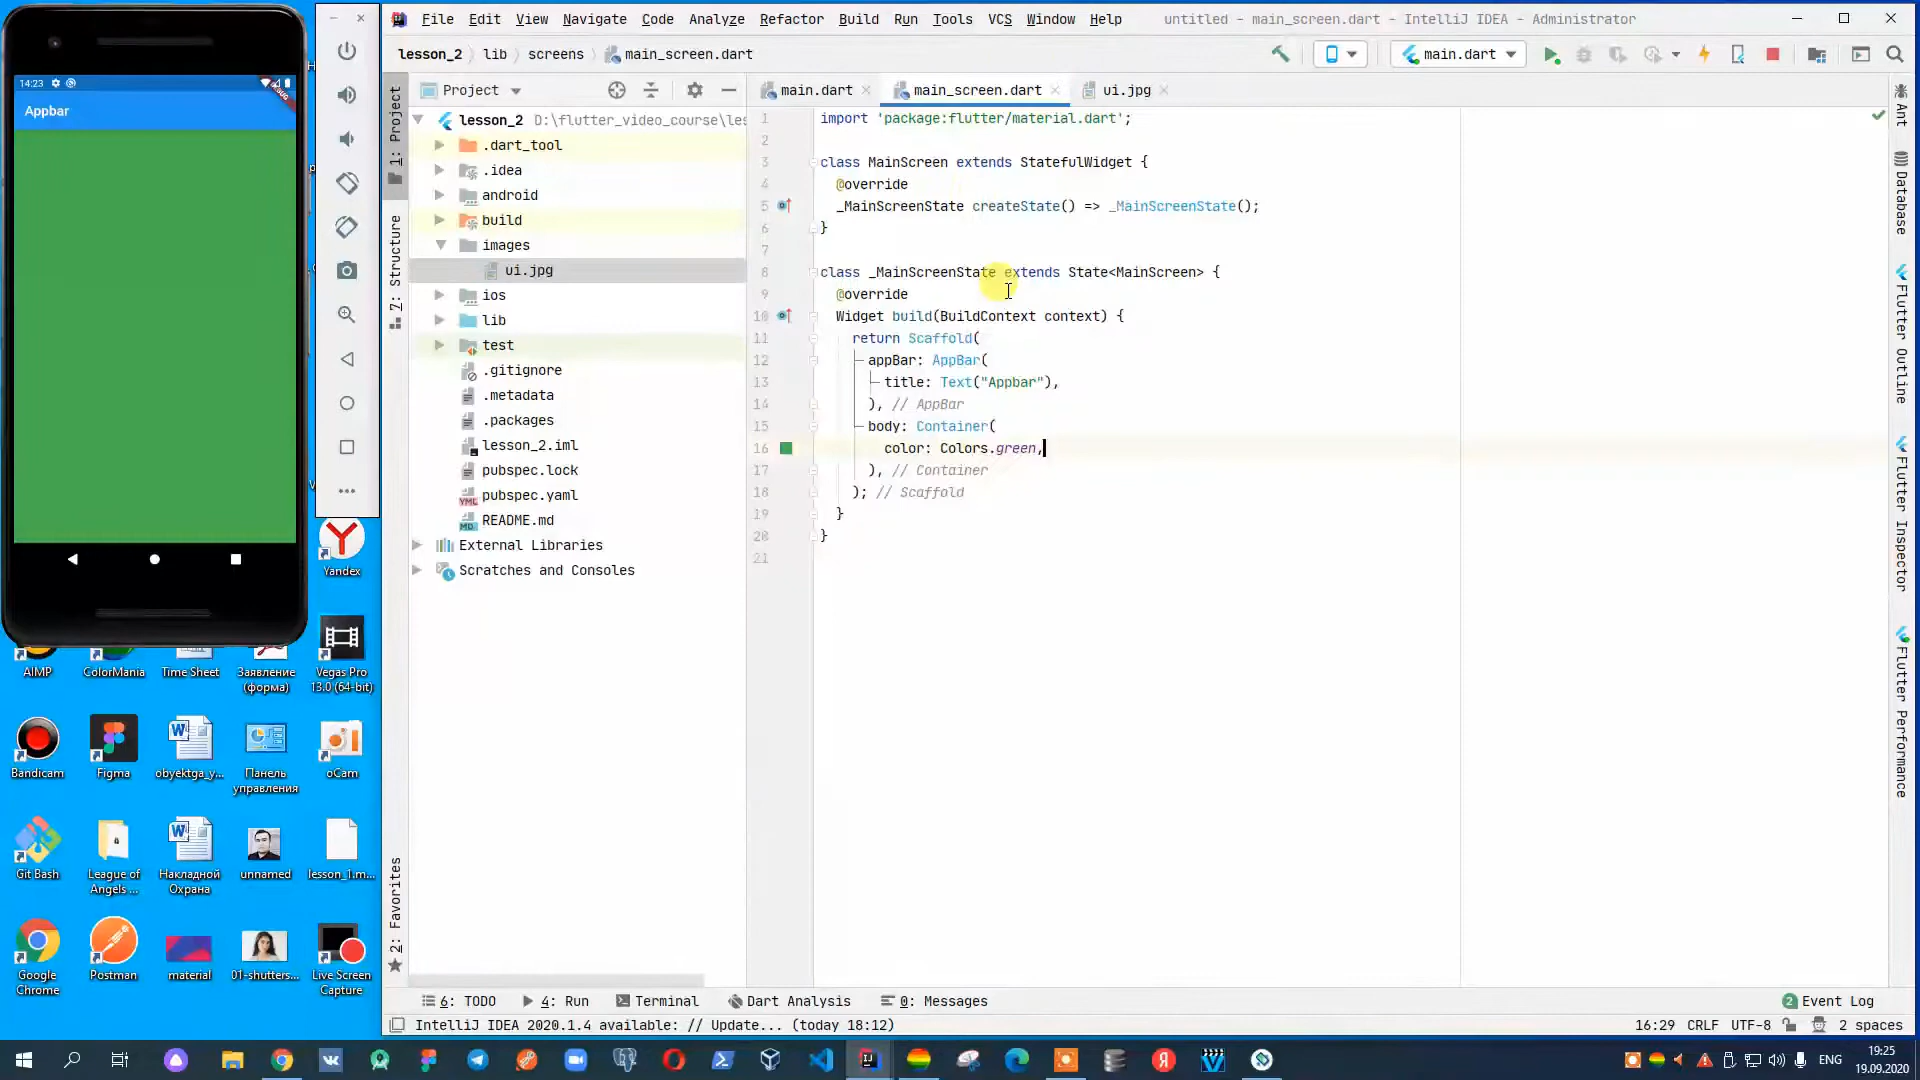 File Edit View Navigate Code Analyze Refactor Build Run Tools VCS Window Help untitled - main_screen.dart - IntelliJ IDEA - Administrator
lesson_2 lib screens main_screen.dart
main.dart
Project
main.dart main_screen.dart ui.jpg
lesson_2 D:\flutter_video_course\les
.dart_tool
.idea
android
build
images
ui.jpg
ios
lib
test
.gitignore
.metadata
.packages
lesson_2.iml
pubspec.lock
pubspec.yaml
README.md
External Libraries
Scratches and Consoles
1: Project
7: Structure
2: Favorites
1 import 'package:flutter/material.dart';
2
3 class MainScreen extends StatefulWidget {
4 @override
5 _MainScreenState createState() => _MainScreenState();
6 }
7
8 class _MainScreenState extends State<MainScreen> {
9 @override
10 Widget build(BuildContext context) {
11 return Scaffold(
12 appBar: AppBar(
13 title: Text("Appbar"),
14 ), // AppBar
15 body: Container(
16 color: Colors.green,
17 ), // Container
18 ); // Scaffold
19 }
20 }
21
Ant
Database
Flutter Outline
Flutter Inspector
Flutter Performance
14:23
Appbar
Yandex
AIMP
ColorMania
Time Sheet
Заявление
(форма)
Vegas Pro
13.0 (64-bit)
Bandicam
Figma
obyektga_y...
Панель
управления
oCam
Git Bash
League of
Angels ...
Накладной
Охрана
unnamed
lesson_1.m...
Google
Chrome
Postman
material
01-shutters...
Live Screen
Capture
6: TODO 4: Run Terminal Dart Analysis 0: Messages 2 Event Log
IntelliJ IDEA 2020.1.4 available: // Update... (today 18:12) 16:29 CRLF UTF-8 2 spaces
ENG
19:25
19.09.2020